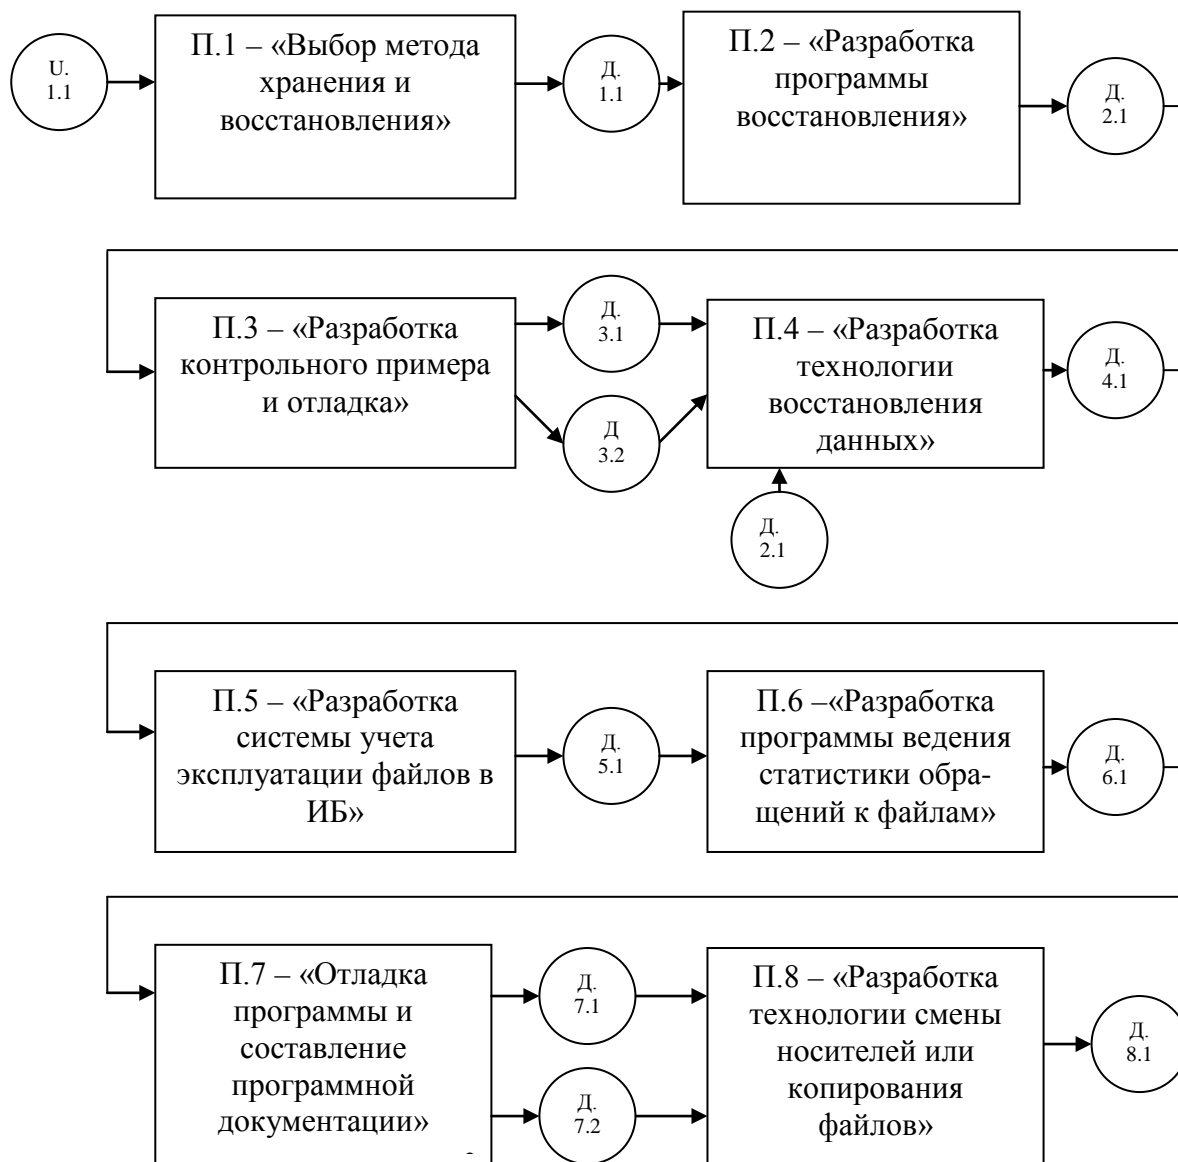 U.
1.1
П.1 – «Выбор метода
хранения и
восстановления»
Д.
1.1
П.2 – «Разработка
программы
восстановления»
Д.
2.1
П.3 – «Разработка
контрольного примера
и отладка»
Д.
3.1
Д
3.2
П.4 – «Разработка
технологии
восстановления
данных»
Д.
4.1
Д.
2.1
П.5 – «Разработка
системы учета
эксплуатации файлов в
ИБ»
Д.
5.1
П.6 –«Разработка
программы ведения
статистики обра-
щений к файлам»
Д.
6.1
П.7 – «Отладка
программы и
составление
программной
документации»
Д.
7.1
Д.
7.2
П.8 – «Разработка
технологии смены
носителей или
копирования
файлов»
Д.
8.1